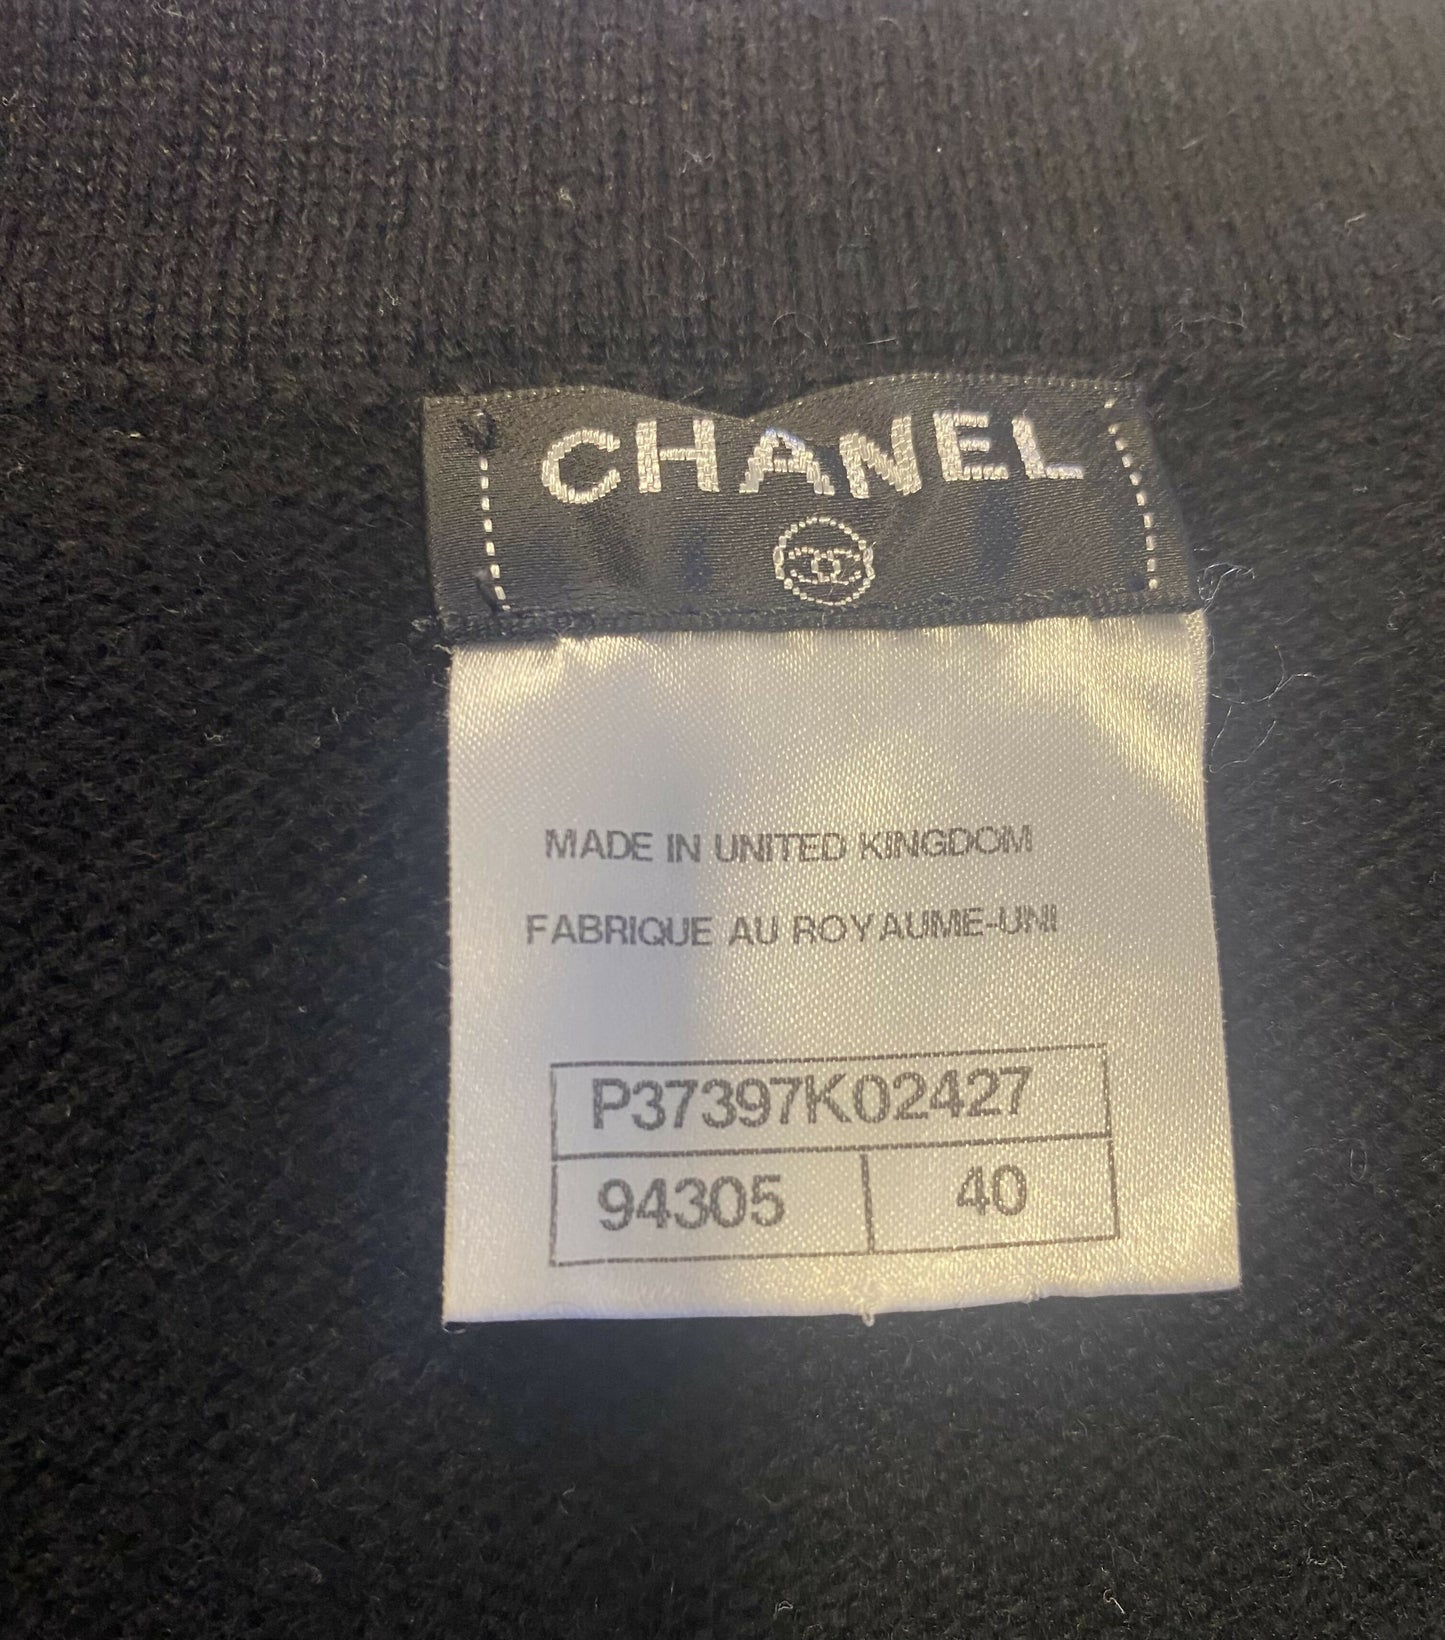 CHANEL
MADE IN UNITED KINGDOM
FABRIQUE AU ROYAUME-UNI
P37397K02427
94305 40